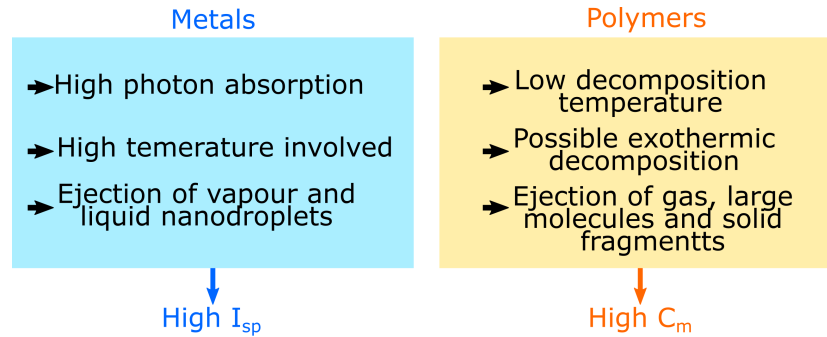 Metals
High photon absorption
High temerature involved
Ejection of vapour and
liquid nanodroplets
High Isp
Polymers
Low decomposition
temperature
Possible exothermic
decomposition
Ejection of gas, large
molecules and solid
fragmentts
High Cm